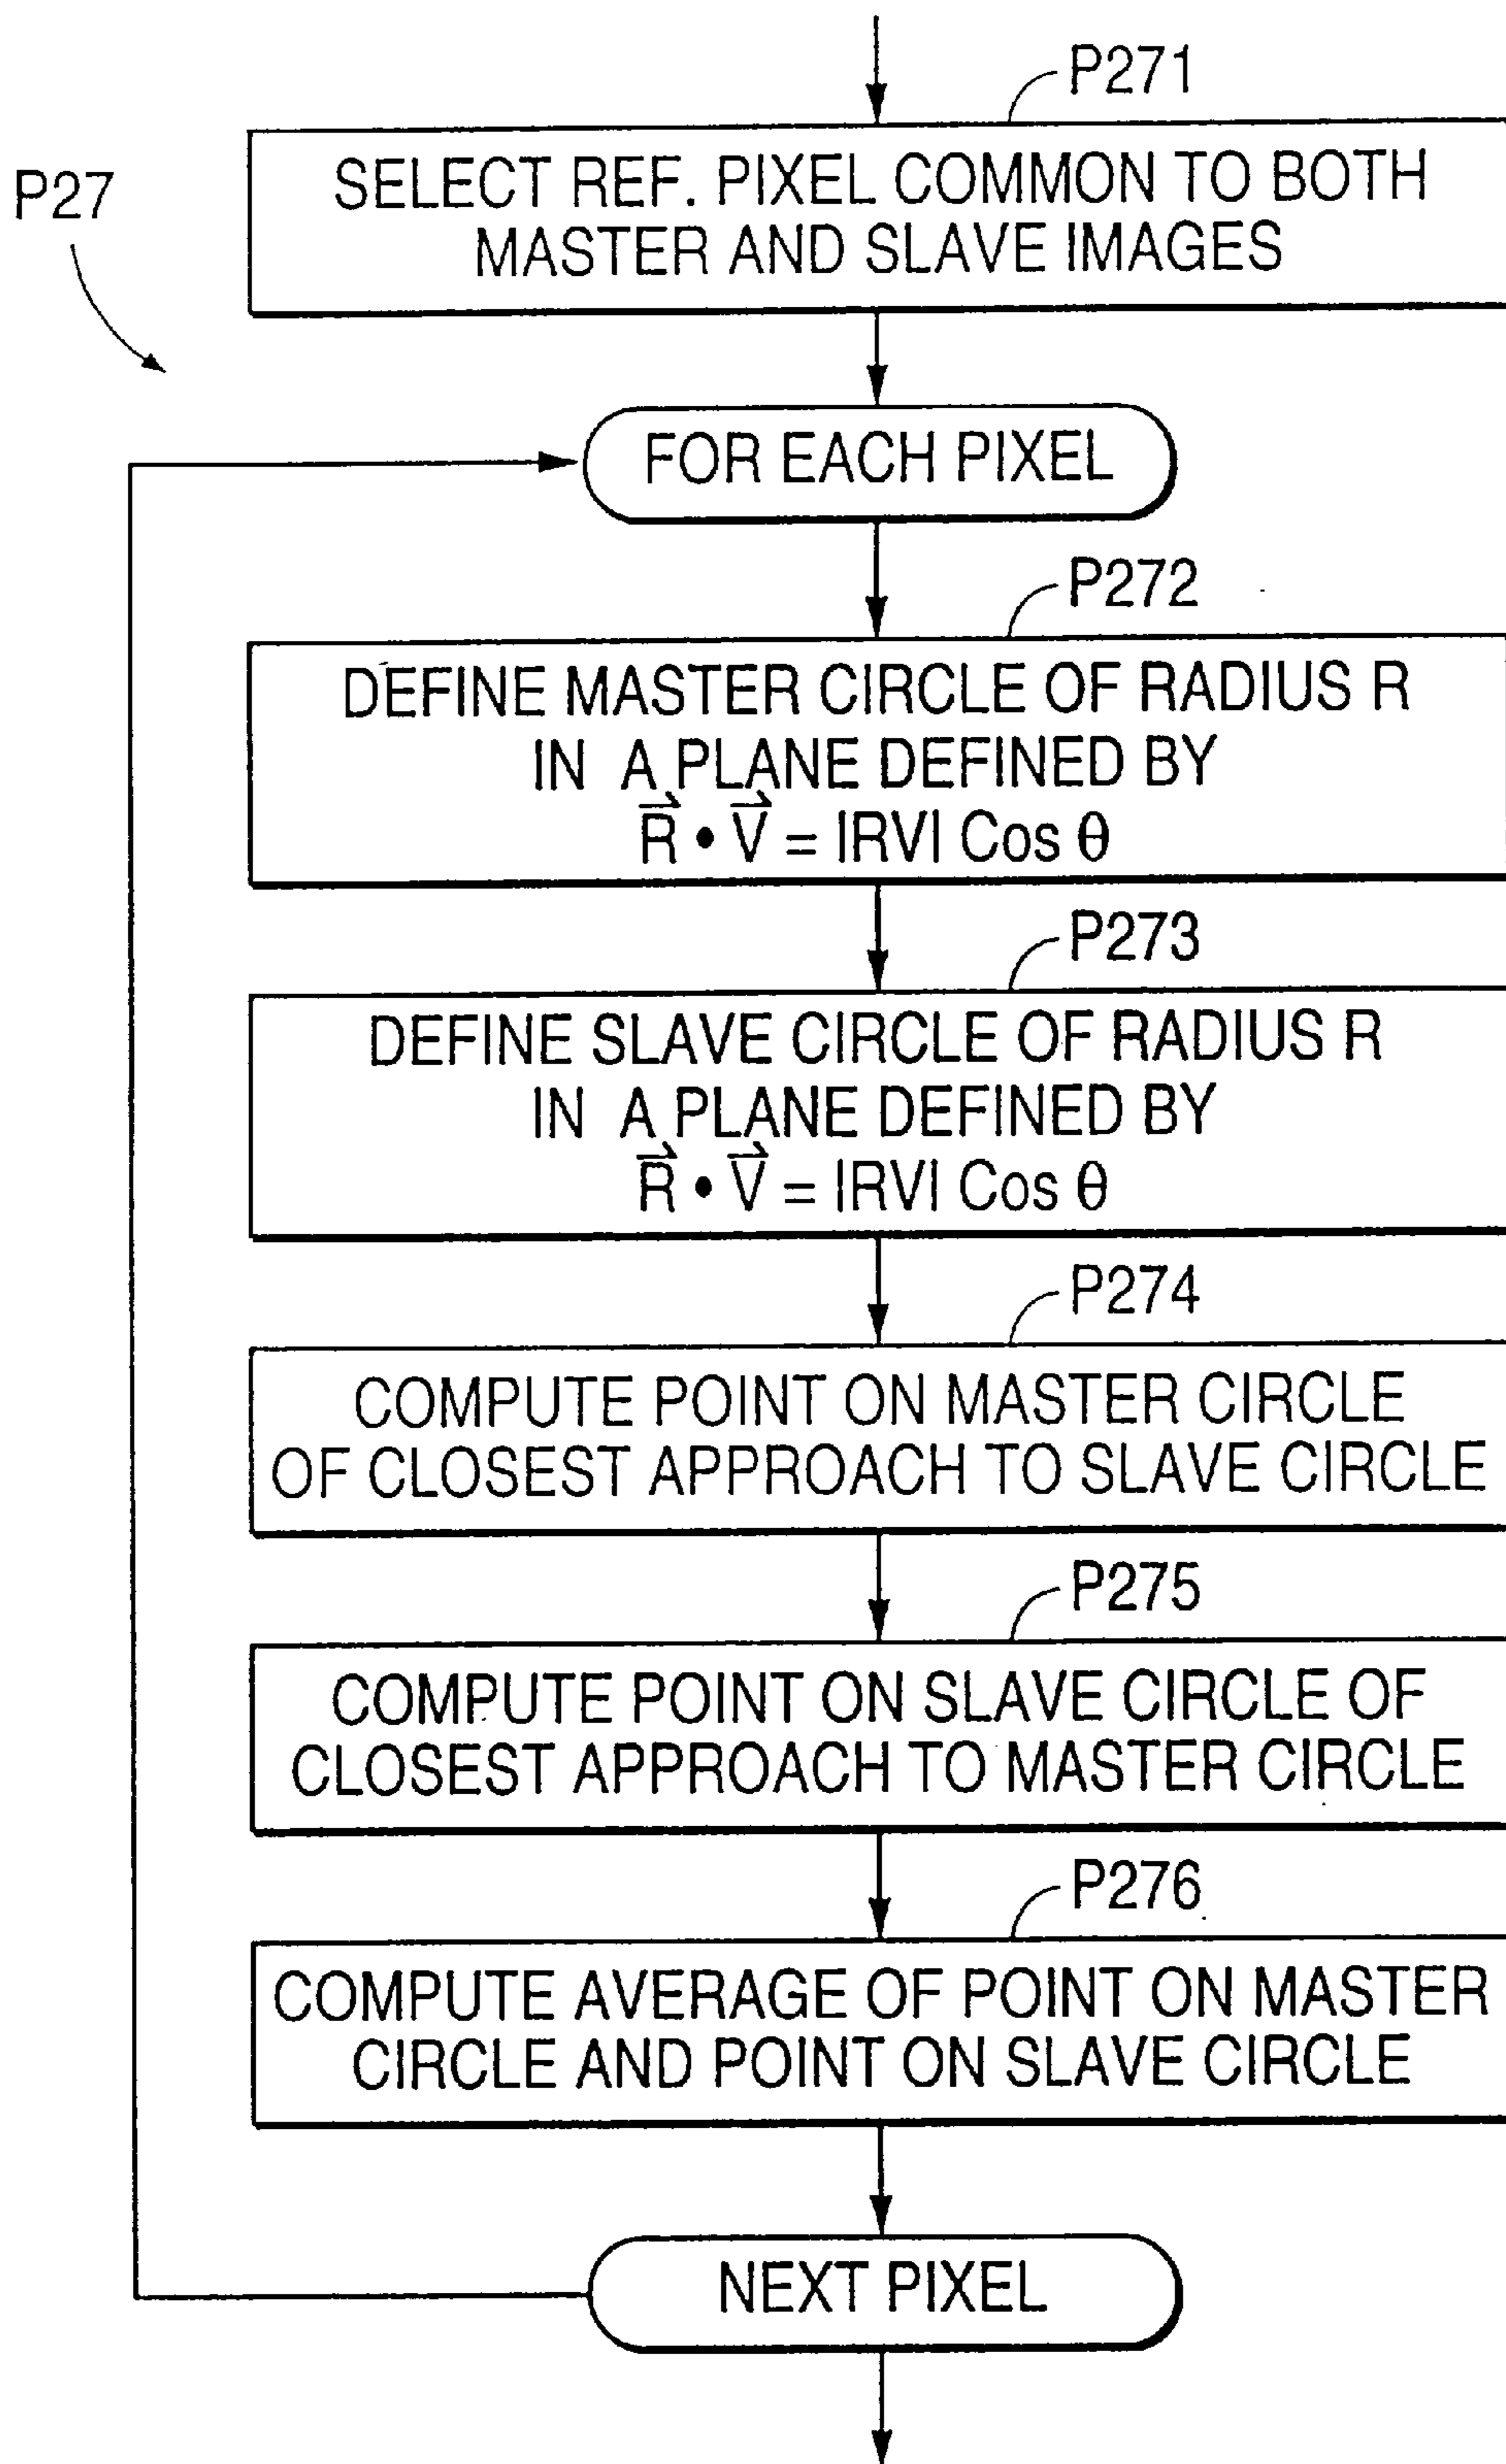 P271
SELECT REF. PIXEL COMMON TO BOTH
MASTER AND SLAVE IMAGES
P27
FOR EACH PIXEL
P272
DEFINE MASTER CIRCLE OF RADIUS R
IN A PLANE DEFINED BY
R⃗ • V⃗ = |RV| Cos θ
P273
DEFINE SLAVE CIRCLE OF RADIUS R
IN A PLANE DEFINED BY
R⃗ • V⃗ = |RV| Cos θ
P274
COMPUTE POINT ON MASTER CIRCLE
OF CLOSEST APPROACH TO SLAVE CIRCLE
P275
COMPUTE POINT ON SLAVE CIRCLE OF
CLOSEST APPROACH TO MASTER CIRCLE
P276
COMPUTE AVERAGE OF POINT ON MASTER
CIRCLE AND POINT ON SLAVE CIRCLE
NEXT PIXEL